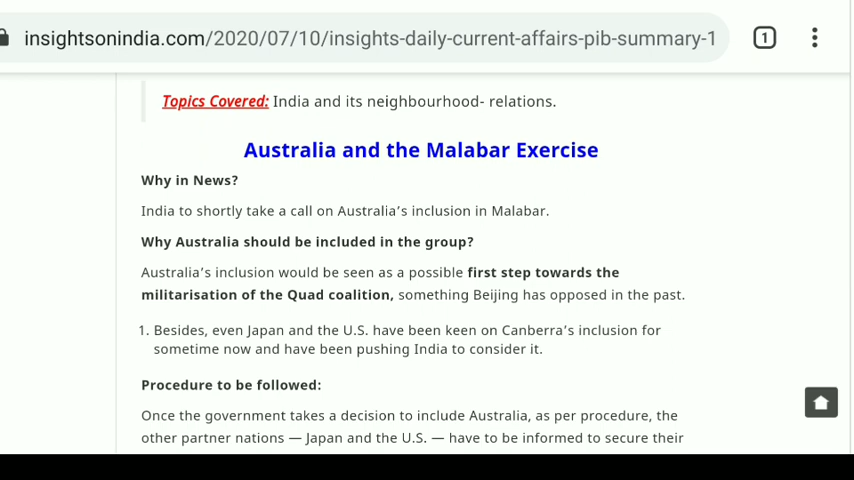 insightsonindia.com/2020/07/10/insights-daily-current-affairs-pib-summary-1
1
Topics Covered: India and its neighbourhood- relations.
Australia and the Malabar Exercise
Why in News?
India to shortly take a call on Australia’s inclusion in Malabar.
Why Australia should be included in the group?
Australia’s inclusion would be seen as a possible first step towards the
militarisation of the Quad coalition, something Beijing has opposed in the past.
1. Besides, even Japan and the U.S. have been keen on Canberra’s inclusion for
sometime now and have been pushing India to consider it.
Procedure to be followed:
Once the government takes a decision to include Australia, as per procedure, the
other partner nations — Japan and the U.S. — have to be informed to secure their